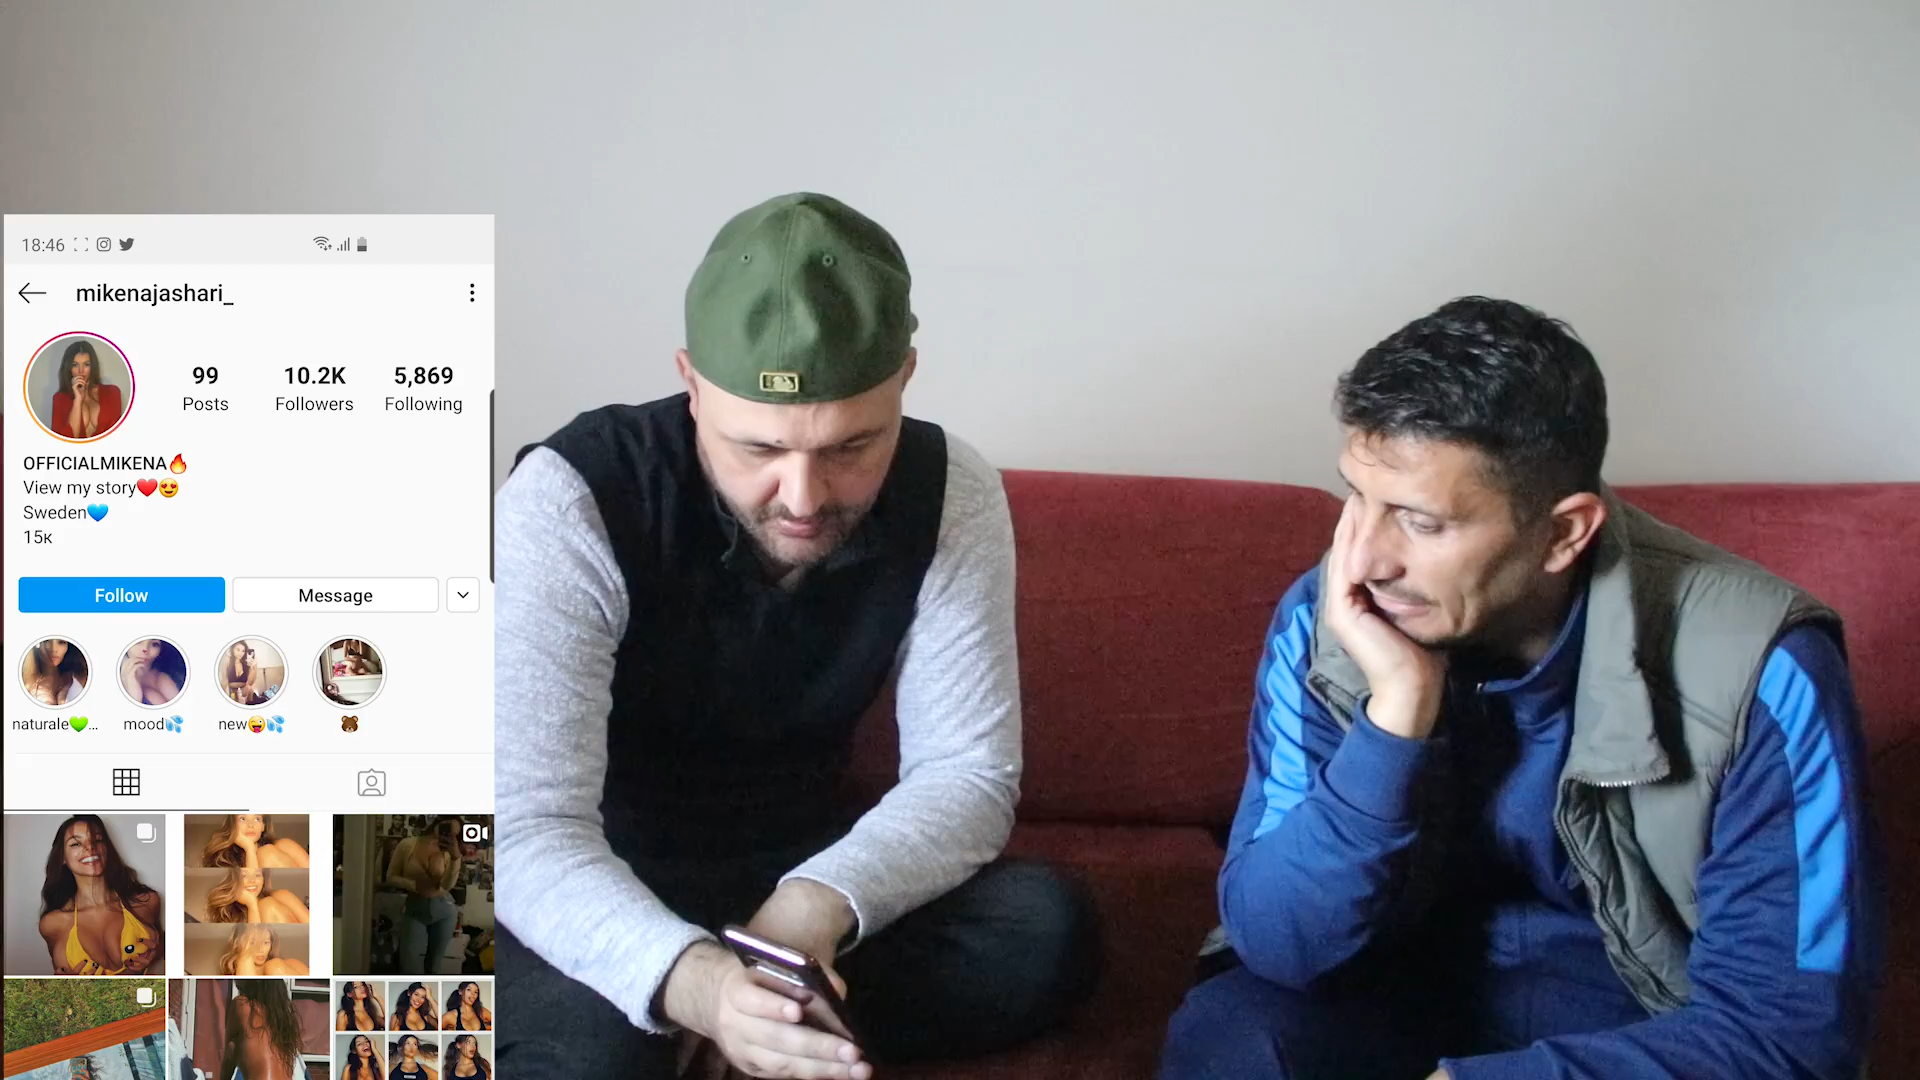 18:46
mikenajashari_
99 10.2K 5,869
Posts Followers Following
OFFICIALMIKENA🔥
View my story❤️😍
Sweden💙
15к
Follow Message
naturale💚... mood💦 new😜💦 🐻